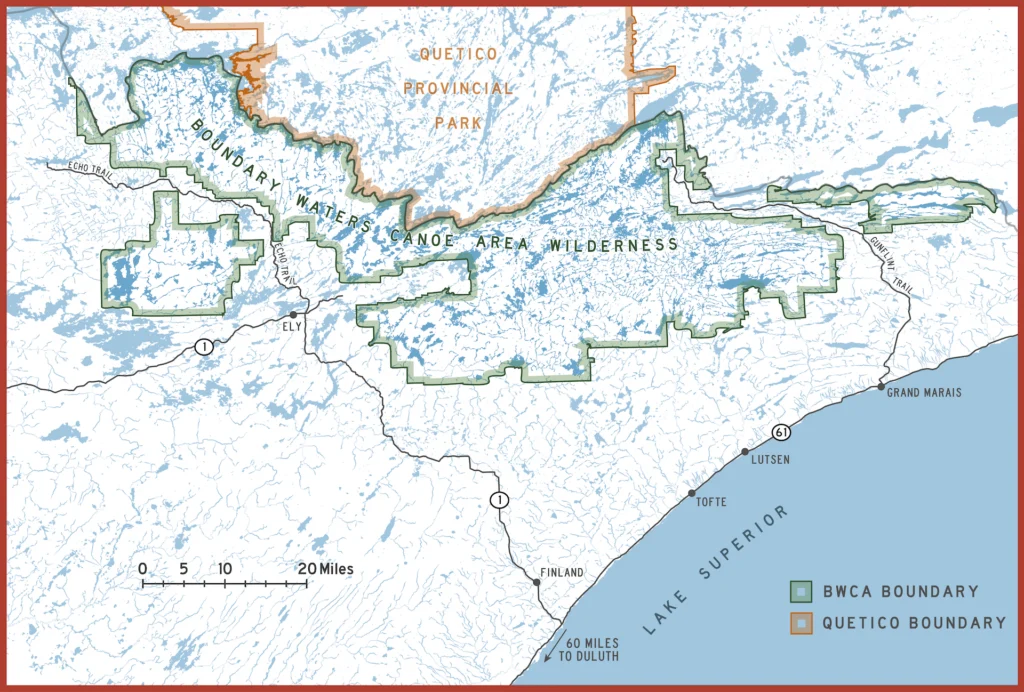 QUETICO
PROVINCIAL
PARK
BOUNDARY WATERS CANOE AREA WILDERNESS
ECHO TRAIL
ECHO TRAIL
GUNFLINT TRAIL
ELY
1
GRAND MARAIS
61
LUTSEN
TOFTE
1
LAKE SUPERIOR
FINLAND
0 5 10 20 Miles
BWCA BOUNDARY
QUETICO BOUNDARY
60 MILES
TO DULUTH